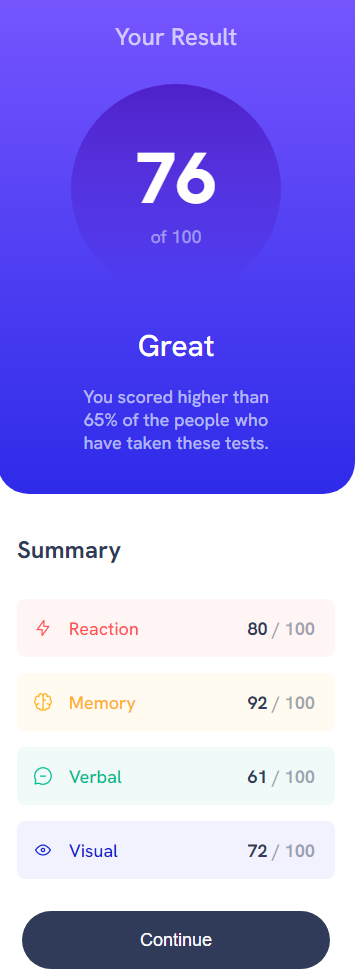 Your Result
76
of 100
Great
You scored higher than
65% of the people who
have taken these tests.
Summary
Reaction 80 / 100
Memory 92 / 100
Verbal 61 / 100
Visual 72 / 100
Continue